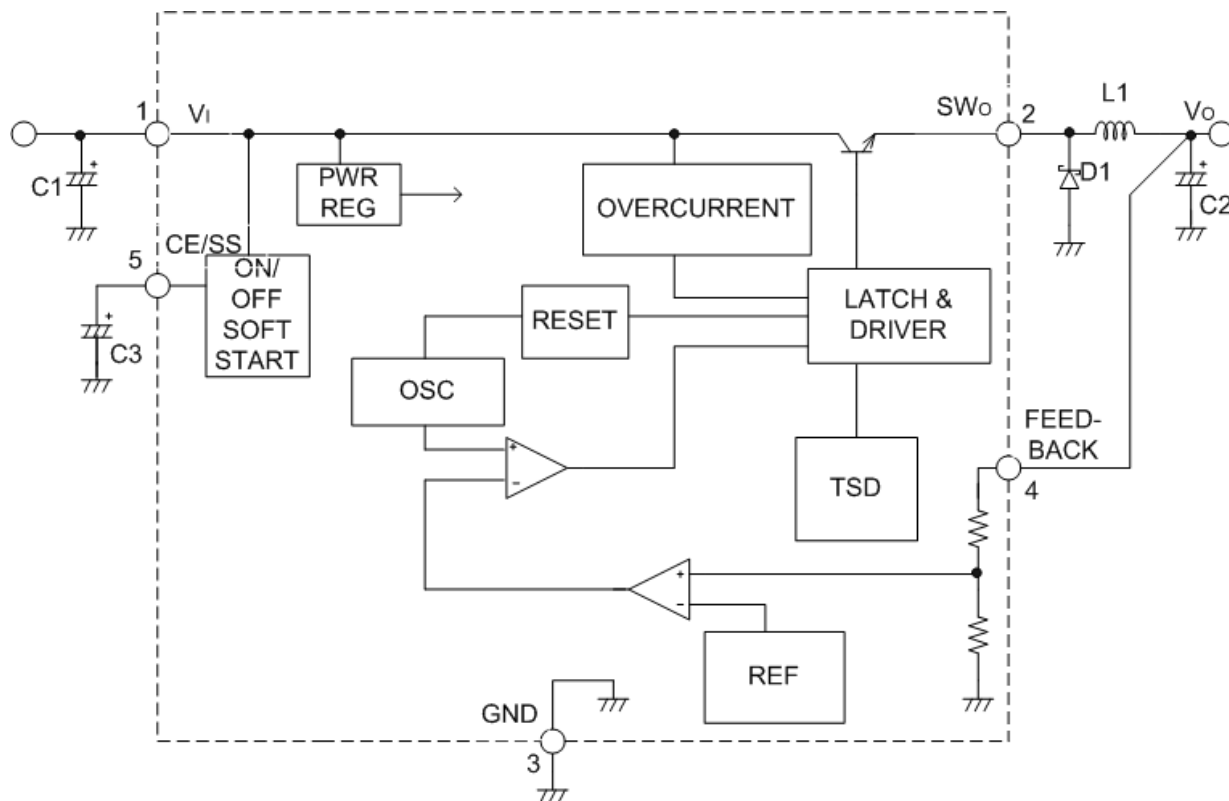 1
VI
SWO
2
L1
VO
+
C1
PWR
REG
OVERCURRENT
D1
+
C2
5
CE/SS
ON/
OFF
SOFT
START
+
C3
RESET
LATCH &
DRIVER
OSC
+
-
TSD
FEED-
BACK
4
+
-
REF
GND
3